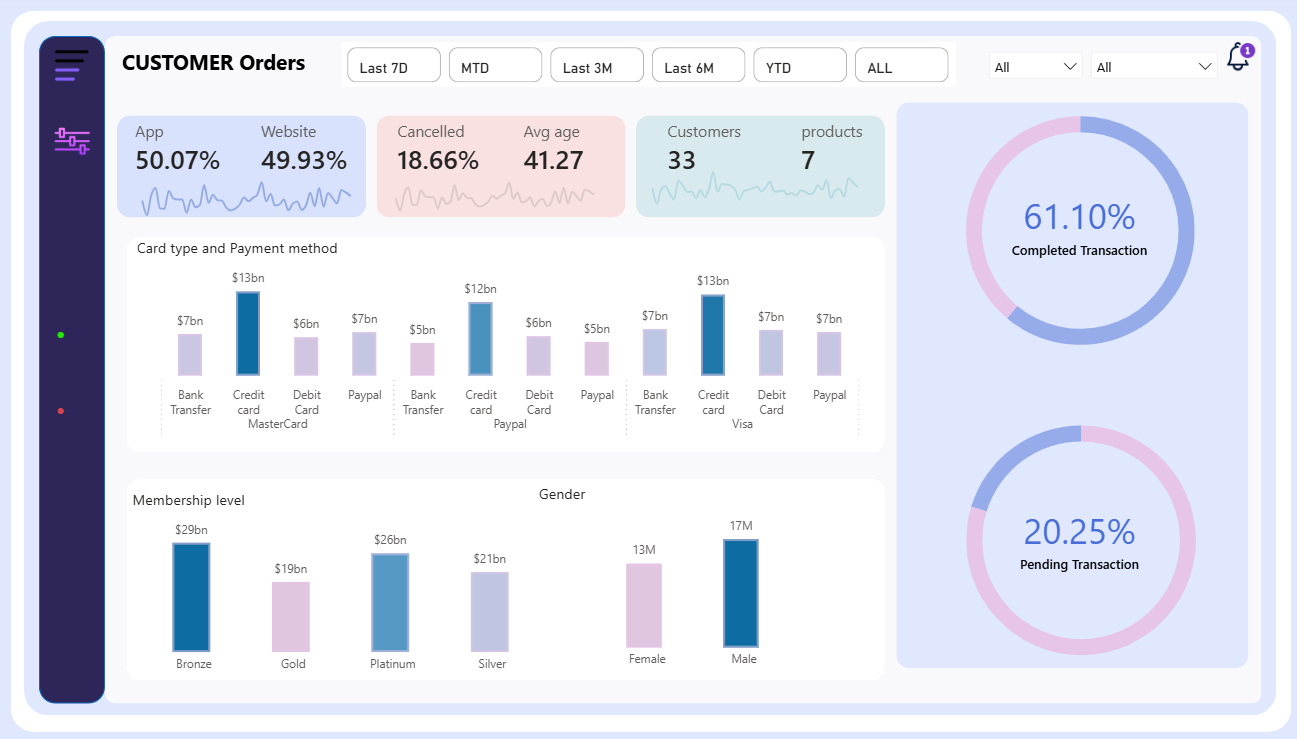 CUSTOMER Orders
Last 7D
MTD
Last 3M
Last 6M
YTD
ALL
All
All
1
App
Website
50.07%
49.93%
Cancelled
Avg age
18.66%
41.27
Customers
products
33
7
61.10%
Completed Transaction
Card type and Payment method
$7bn
$13bn
$6bn
$7bn
$5bn
$12bn
$6bn
$5bn
$7bn
$13bn
$7bn
$7bn
Bank
Transfer
Credit
card
Debit
Card
Paypal
Bank
Transfer
Credit
card
Debit
Card
Paypal
Bank
Transfer
Credit
card
Debit
Card
Paypal
MasterCard
Paypal
Visa
Membership level
$29bn
$19bn
$26bn
$21bn
Bronze
Gold
Platinum
Silver
Gender
13M
17M
Female
Male
20.25%
Pending Transaction